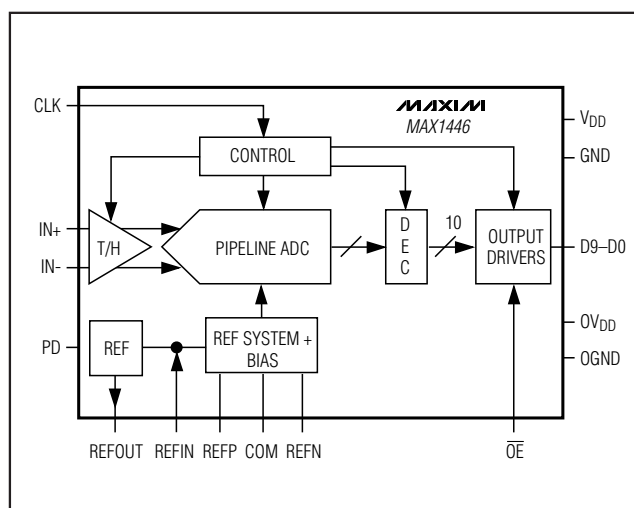 CLK
MAXIM
MAX1446
VDD
GND
CONTROL
IN+
IN-
T/H
PIPELINE ADC
D
E
C
10
OUTPUT
DRIVERS
D9–D0
PD
REF
REF SYSTEM +
BIAS
OVDD
OGND
REFOUT
REFIN
REFP
COM
REFN
OE